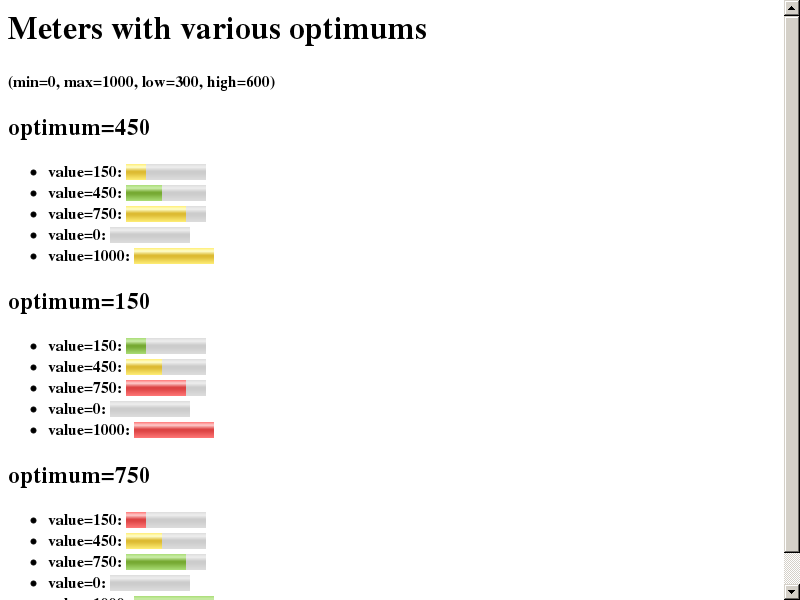 Meters with various optimums
(min=0, max=1000, low=300, high=600)
optimum=450
value=150:
value=450:
value=750:
value=0:
value=1000:
optimum=150
value=150:
value=450:
value=750:
value=0:
value=1000:
optimum=750
value=150:
value=450:
value=750:
value=0: